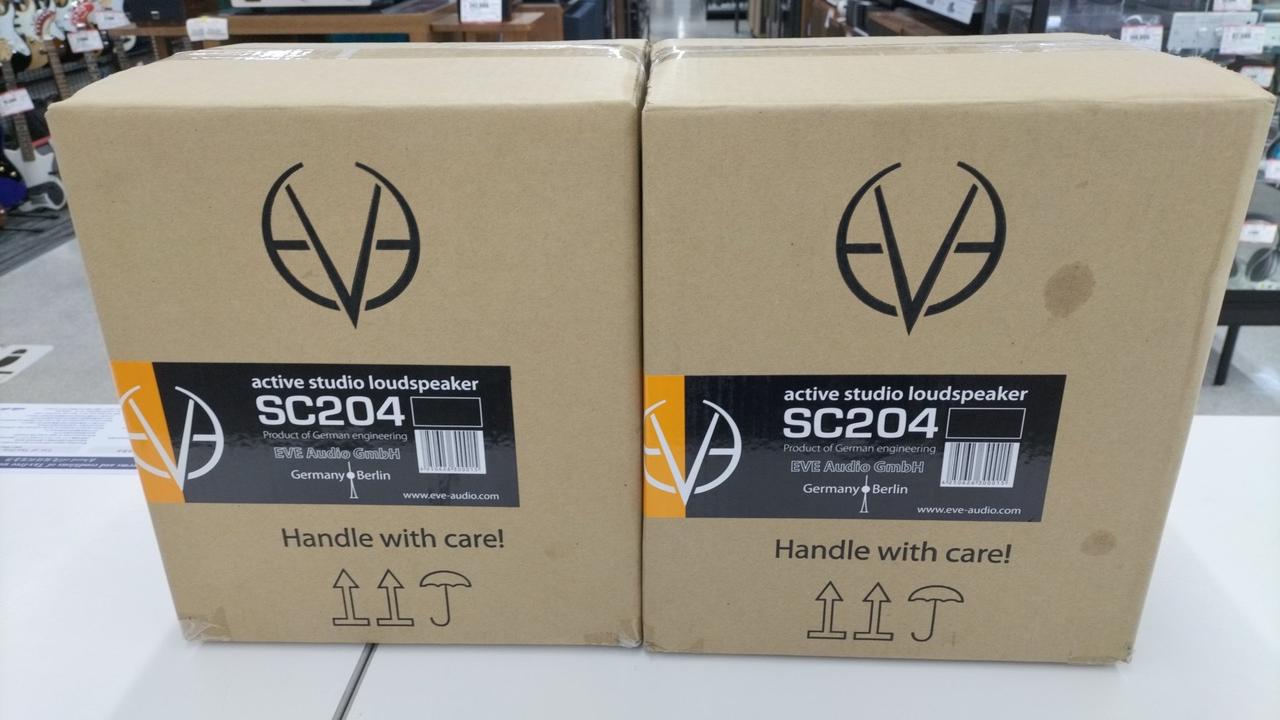 EVE
active studio loudspeaker
SC204
Product of German engineering
EVE Audio GmbH
Germany Berlin
www.eve-audio.com
Handle with care!
EVE
active studio loudspeaker
SC204
Product of German engineering
EVE Audio GmbH
Germany Berlin
www.eve-audio.com
Handle with care!